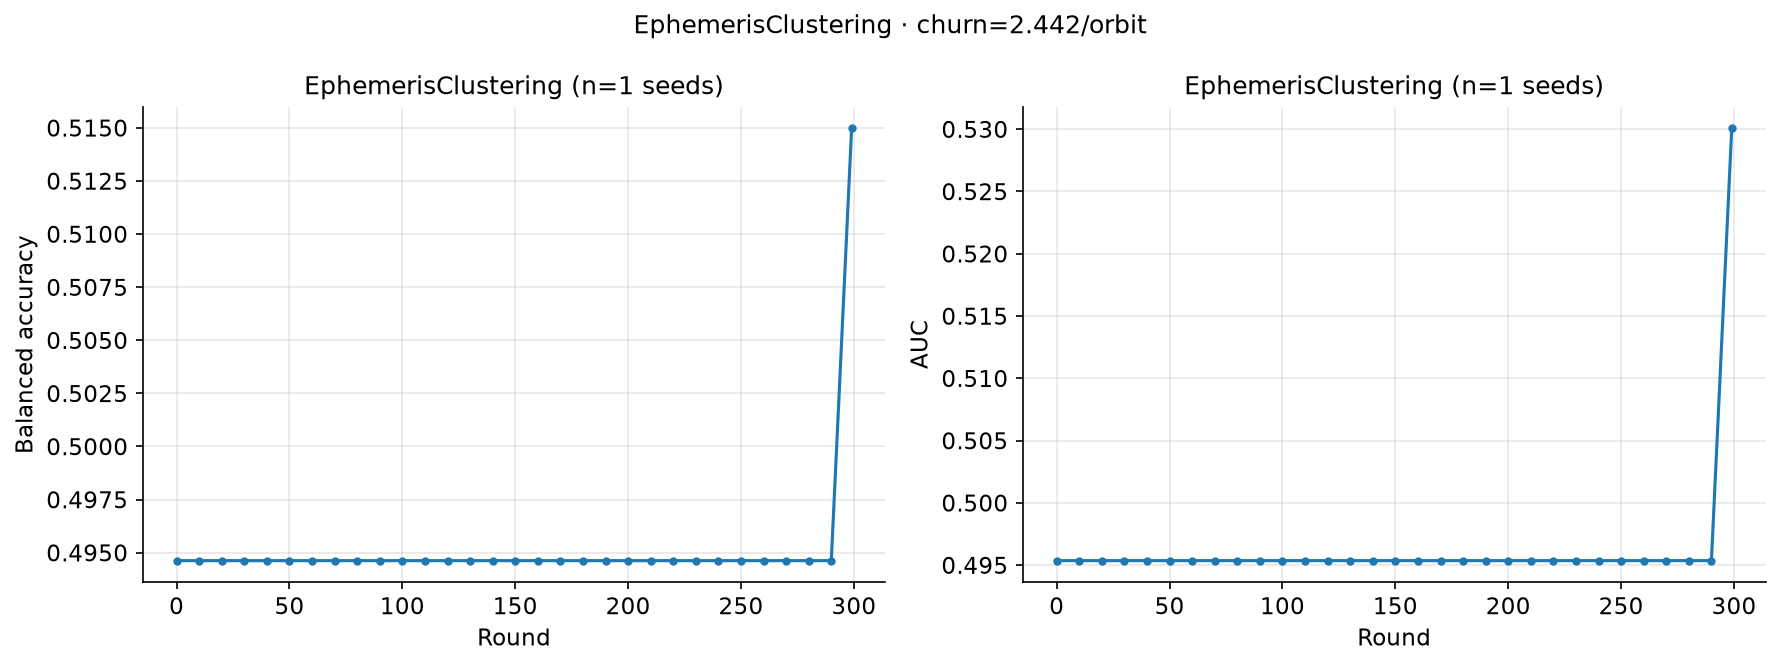 EphemerisClustering · churn=2.442/orbit
EphemerisClustering (n=1 seeds)
Balanced accuracy
0.5150
0.5125
0.5100
0.5075
0.5050
0.5025
0.5000
0.4975
0.4950
0 50 100 150 200 250 300
Round
EphemerisClustering (n=1 seeds)
AUC
0.530
0.525
0.520
0.515
0.510
0.505
0.500
0.495
0 50 100 150 200 250 300
Round